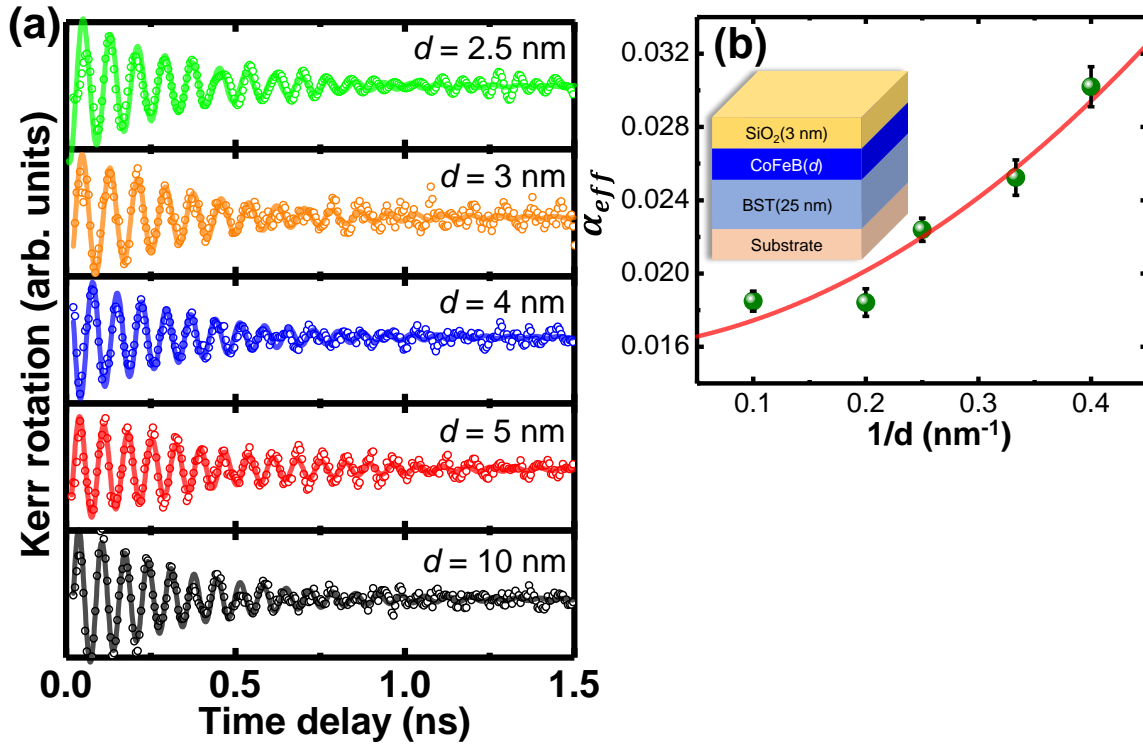 (a)
d = 2.5 nm
d = 3 nm
d = 4 nm
d = 5 nm
d = 10 nm
Kerr rotation (arb. units)
0.0 0.5 1.0 1.5
Time delay (ns)
(b)
0.032
0.028
0.024
0.020
0.016
α_eff
SiO₂(3 nm)
CoFeB(d)
BST(25 nm)
Substrate
0.1 0.2 0.3 0.4
1/d (nm⁻¹)